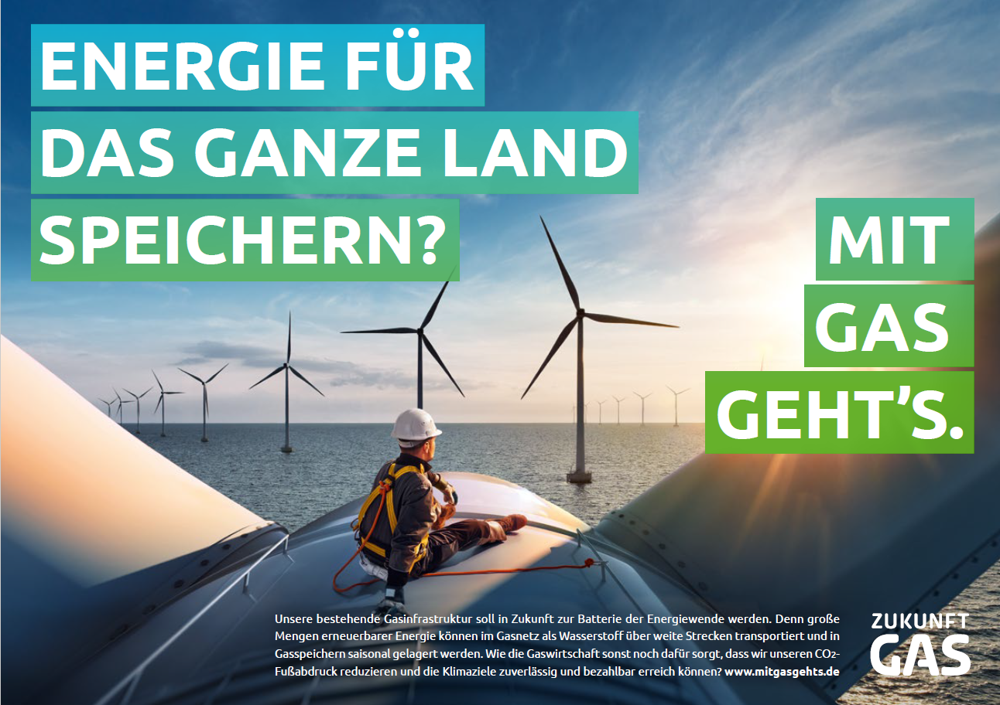 ENERGIE FÜR
DAS GANZE LAND
SPEICHERN?
MIT
GAS
GEHT'S.
Unsere bestehende Gasinfrastruktur soll in Zukunft zur Batterie der Energiewende werden. Denn große
Mengen erneuerbarer Energie können im Gasnetz als Wasserstoff über weite Strecken transportiert und in
Gasspeichern saisonal gelagert werden. Wie die Gaswirtschaft sonst noch dafür sorgt, dass wir unseren CO2-
Fußabdruck reduzieren und die Klimaziele zuverlässig und bezahlbar erreich können? www.mitgasgehts.de
ZUKUNFT
GAS